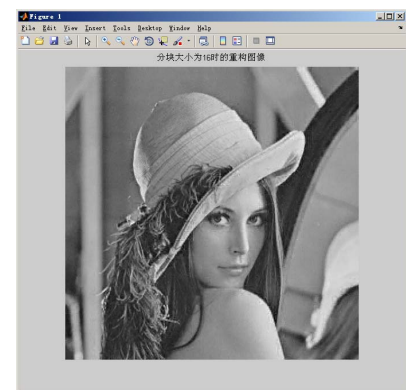 Figure 1
File Edit View Insert Tools Desktop Window Help
分块大小为16时的重构图像